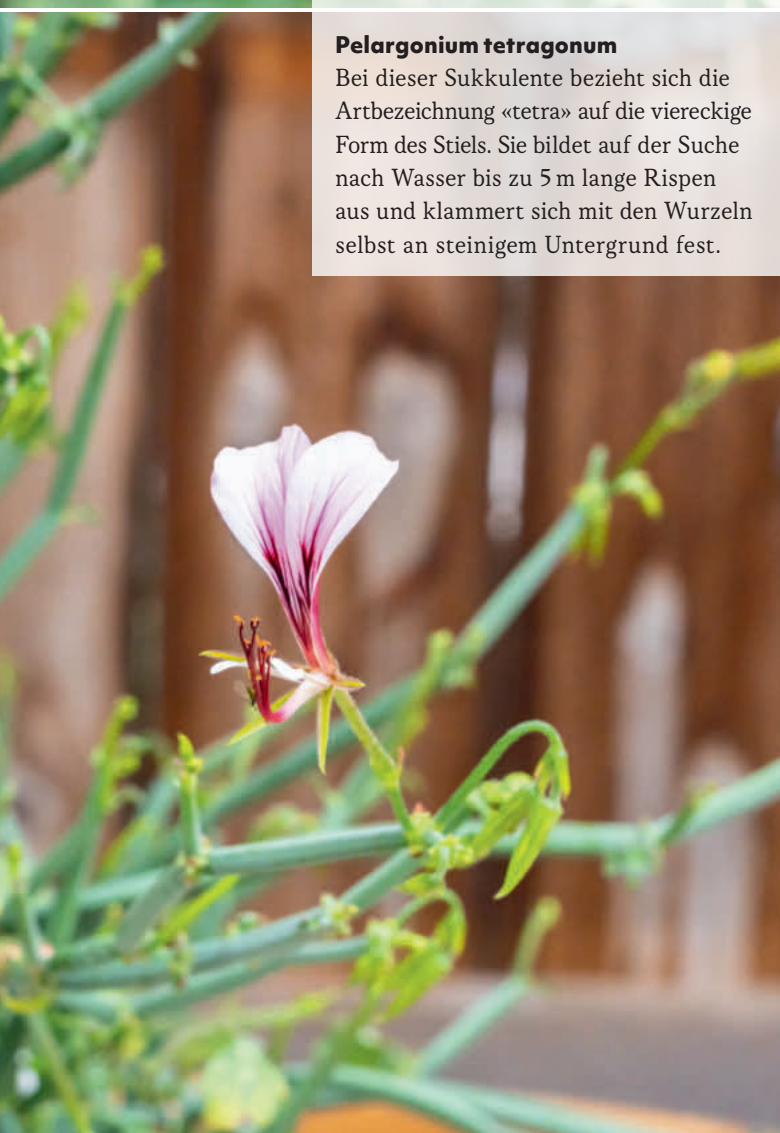 Pelargonium tetragonum
Bei dieser Sukkulente bezieht sich die
Artbezeichnung «tetra» auf die viereckige
Form des Stiels. Sie bildet auf der Suche
nach Wasser bis zu 5 m lange Rispen
aus und klammert sich mit den Wurzeln
selbst an steinigem Untergrund fest.